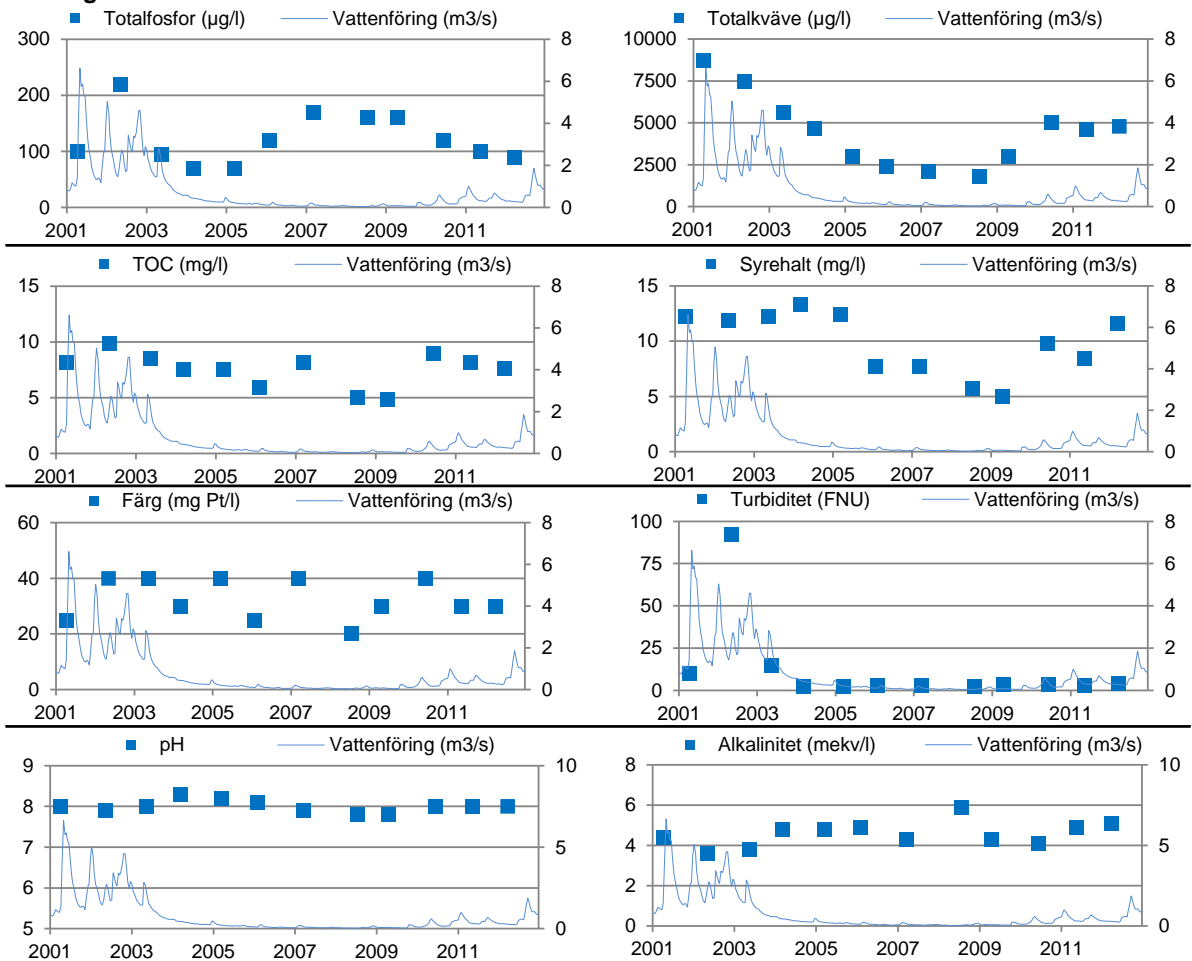 Totalfosfor (µg/l) Vattenföring (m3/s)
300 8
200 6
4
100 2
0 0
2001 2003 2005 2007 2009 2011
Totalkväve (µg/l) Vattenföring (m3/s)
10000 8
7500 6
5000 4
2500 2
0 0
2001 2003 2005 2007 2009 2011
TOC (mg/l) Vattenföring (m3/s)
15 8
10 6
4
5 2
0 0
2001 2003 2005 2007 2009 2011
Syrehalt (mg/l) Vattenföring (m3/s)
15 8
10 6
4
5 2
0 0
2001 2003 2005 2007 2009 2011
Färg (mg Pt/l) Vattenföring (m3/s)
60 8
40 6
4
20 2
0 0
2001 2003 2005 2007 2009 2011
Turbiditet (FNU) Vattenföring (m3/s)
100 8
75 6
50 4
25 2
0 0
2001 2003 2005 2007 2009 2011
pH Vattenföring (m3/s)
9 10
8
7 5
6
5 0
2001 2003 2005 2007 2009 2011
Alkalinitet (mekv/l) Vattenföring (m3/s)
8 10
6
4 5
2
0 0
2001 2003 2005 2007 2009 2011